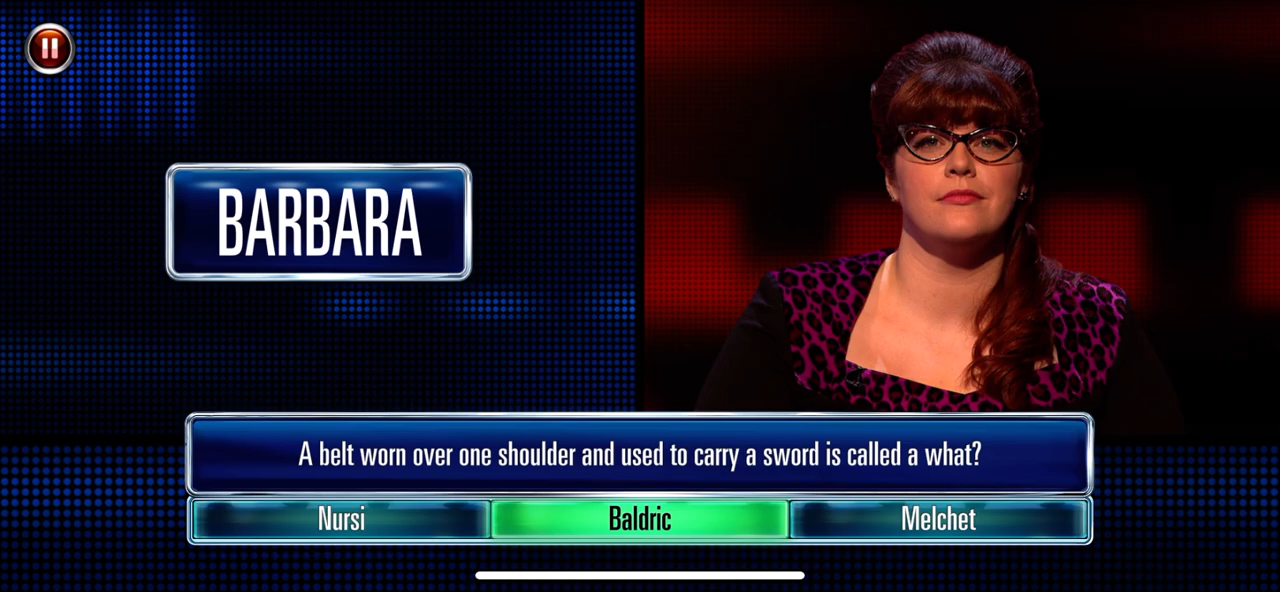 BARBARA
A belt worn over one shoulder and used to carry a sword is called a what?
Nursi
Baldric
Melchet